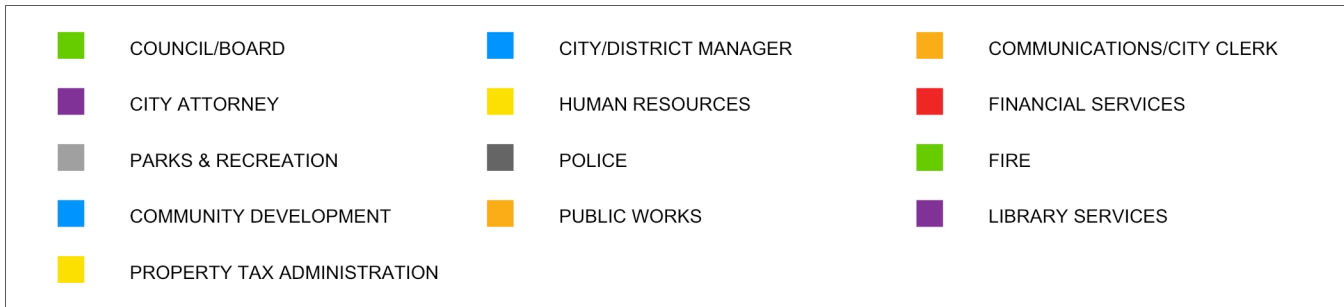 COUNCIL/BOARD
CITY/DISTRICT MANAGER
COMMUNICATIONS/CITY CLERK
CITY ATTORNEY
HUMAN RESOURCES
FINANCIAL SERVICES
PARKS & RECREATION
POLICE
FIRE
COMMUNITY DEVELOPMENT
PUBLIC WORKS
LIBRARY SERVICES
PROPERTY TAX ADMINISTRATION